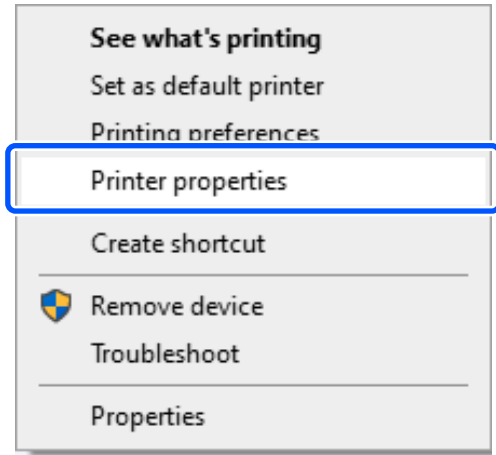 See what's printing
Set as default printer
Printing preferences
Printer properties
Create shortcut
Remove device
Troubleshoot
Properties